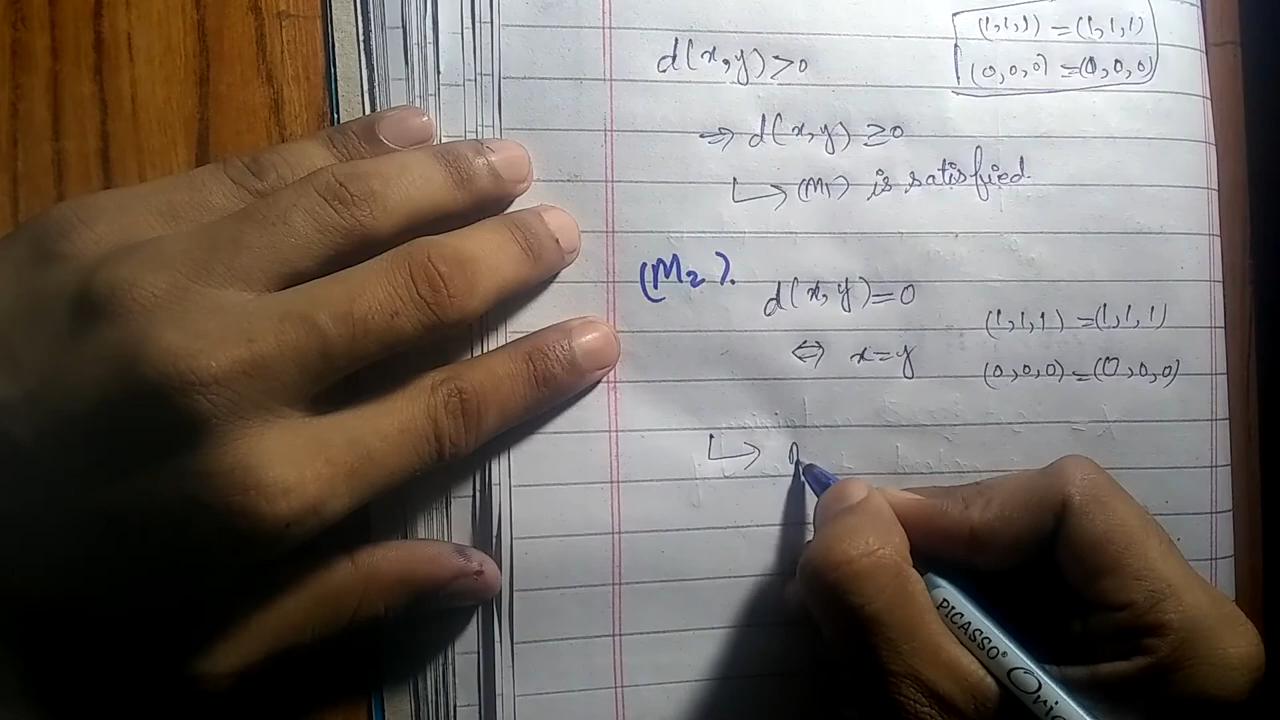 (1,1,1) = (1,1,1)
(0,0,0) = (0,0,0)
d(x,y) > 0
⇒ d(x,y) ≥ 0
↳ (M1) is satisfied
(M2).
d(x,y) = 0
⇔ x = y
(1,1,1) = (1,1,1)
(0,0,0) = (0,0,0)
↳
PICASSO®